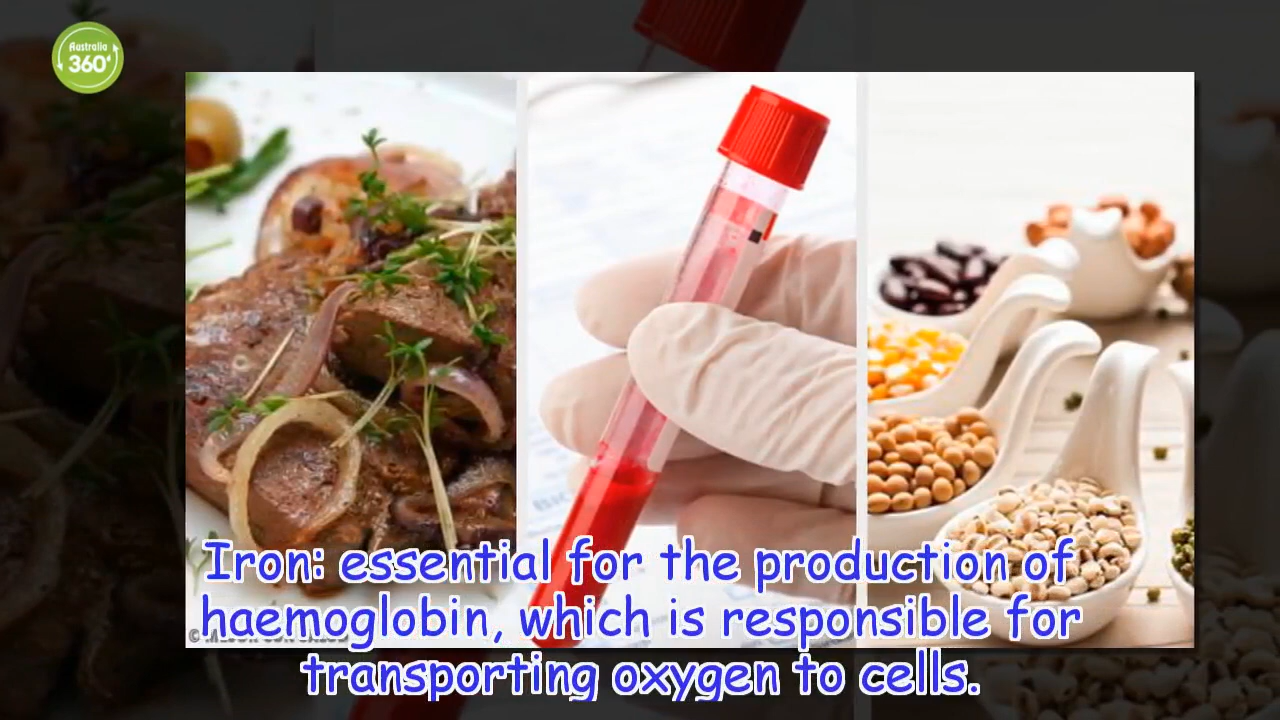 Australia
360°
Iron: essential for the production of
haemoglobin, which is responsible for
transporting oxygen to cells.